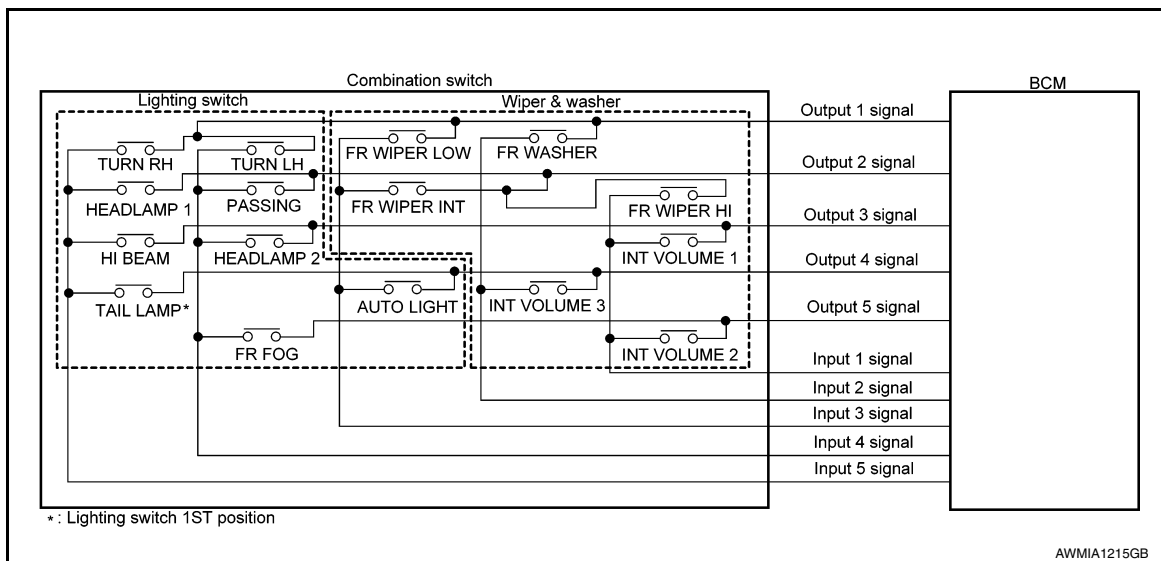 Combination switch
BCM
Lighting switch
Wiper & washer
Output 1 signal
TURN RH
TURN LH
FR WIPER LOW
FR WASHER
Output 2 signal
HEADLAMP 1
PASSING
FR WIPER INT
FR WIPER HI
Output 3 signal
HI BEAM
HEADLAMP 2
INT VOLUME 1
Output 4 signal
TAIL LAMP*
AUTO LIGHT
INT VOLUME 3
Output 5 signal
FR FOG
INT VOLUME 2
Input 1 signal
Input 2 signal
Input 3 signal
Input 4 signal
Input 5 signal
* : Lighting switch 1ST position
AWMIA1215GB